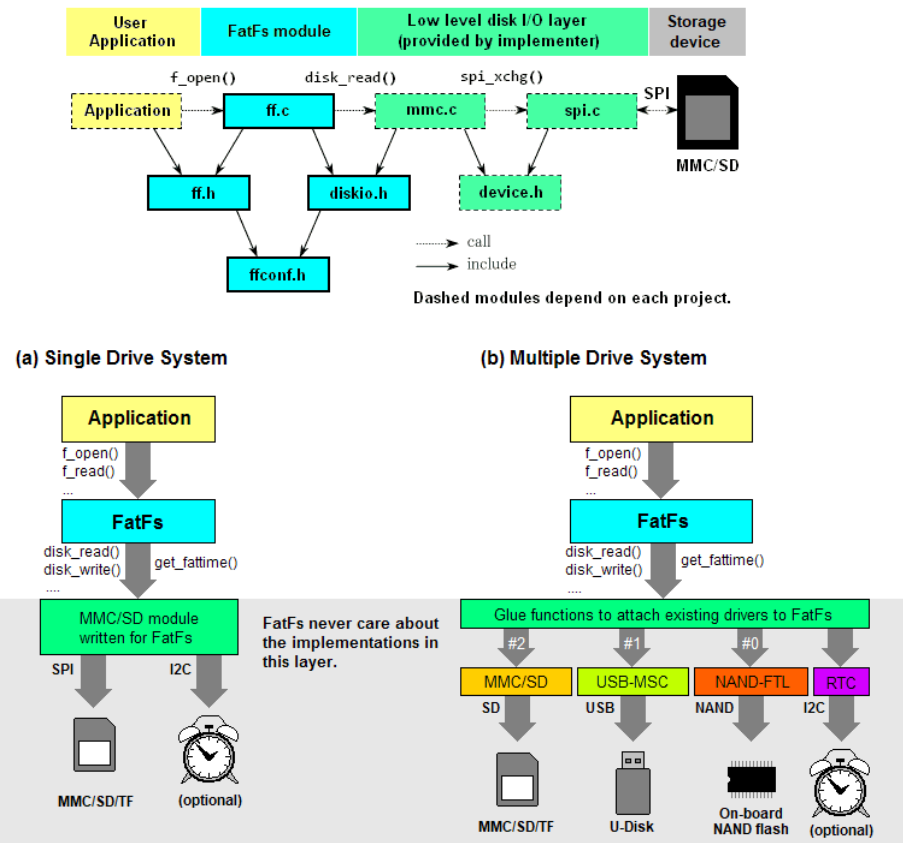 User Application
FatFs module
Low level disk I/O layer
(provided by implementer)
Storage device
f_open()
disk_read()
spi_xchg()
Application
ff.c
mmc.c
spi.c
SPI
MMC/SD
ff.h
diskio.h
device.h
ffconf.h
call
include
Dashed modules depend on each project.
(a) Single Drive System
Application
f_open()
f_read()
...
FatFs
disk_read()
disk_write()
....
get_fattime()
MMC/SD module
written for FatFs
SPI
I2C
MMC/SD/TF
(optional)
FatFs never care about
the implementations in
this layer.
(b) Multiple Drive System
Application
f_open()
f_read()
...
FatFs
disk_read()
disk_write()
....
get_fattime()
Glue functions to attach existing drivers to FatFs
#2
#1
#0
MMC/SD
USB-MSC
NAND-FTL
RTC
SD
USB
NAND
I2C
MMC/SD/TF
U-Disk
On-board
NAND flash
(optional)